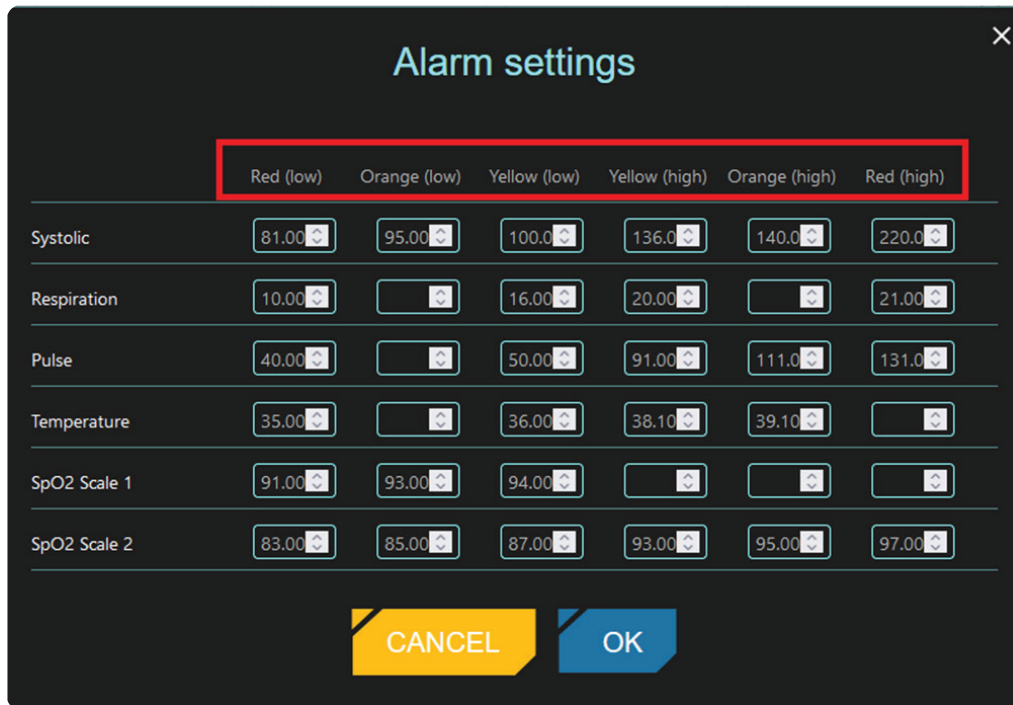 Alarm settings
Red (low) Orange (low) Yellow (low) Yellow (high) Orange (high) Red (high)
Systolic 81.00 95.00 100.0 136.0 140.0 220.0
Respiration 10.00 16.00 20.00 21.00
Pulse 40.00 50.00 91.00 111.0 131.0
Temperature 35.00 36.00 38.10 39.10
SpO2 Scale 1 91.00 93.00 94.00
SpO2 Scale 2 83.00 85.00 87.00 93.00 95.00 97.00
CANCEL OK